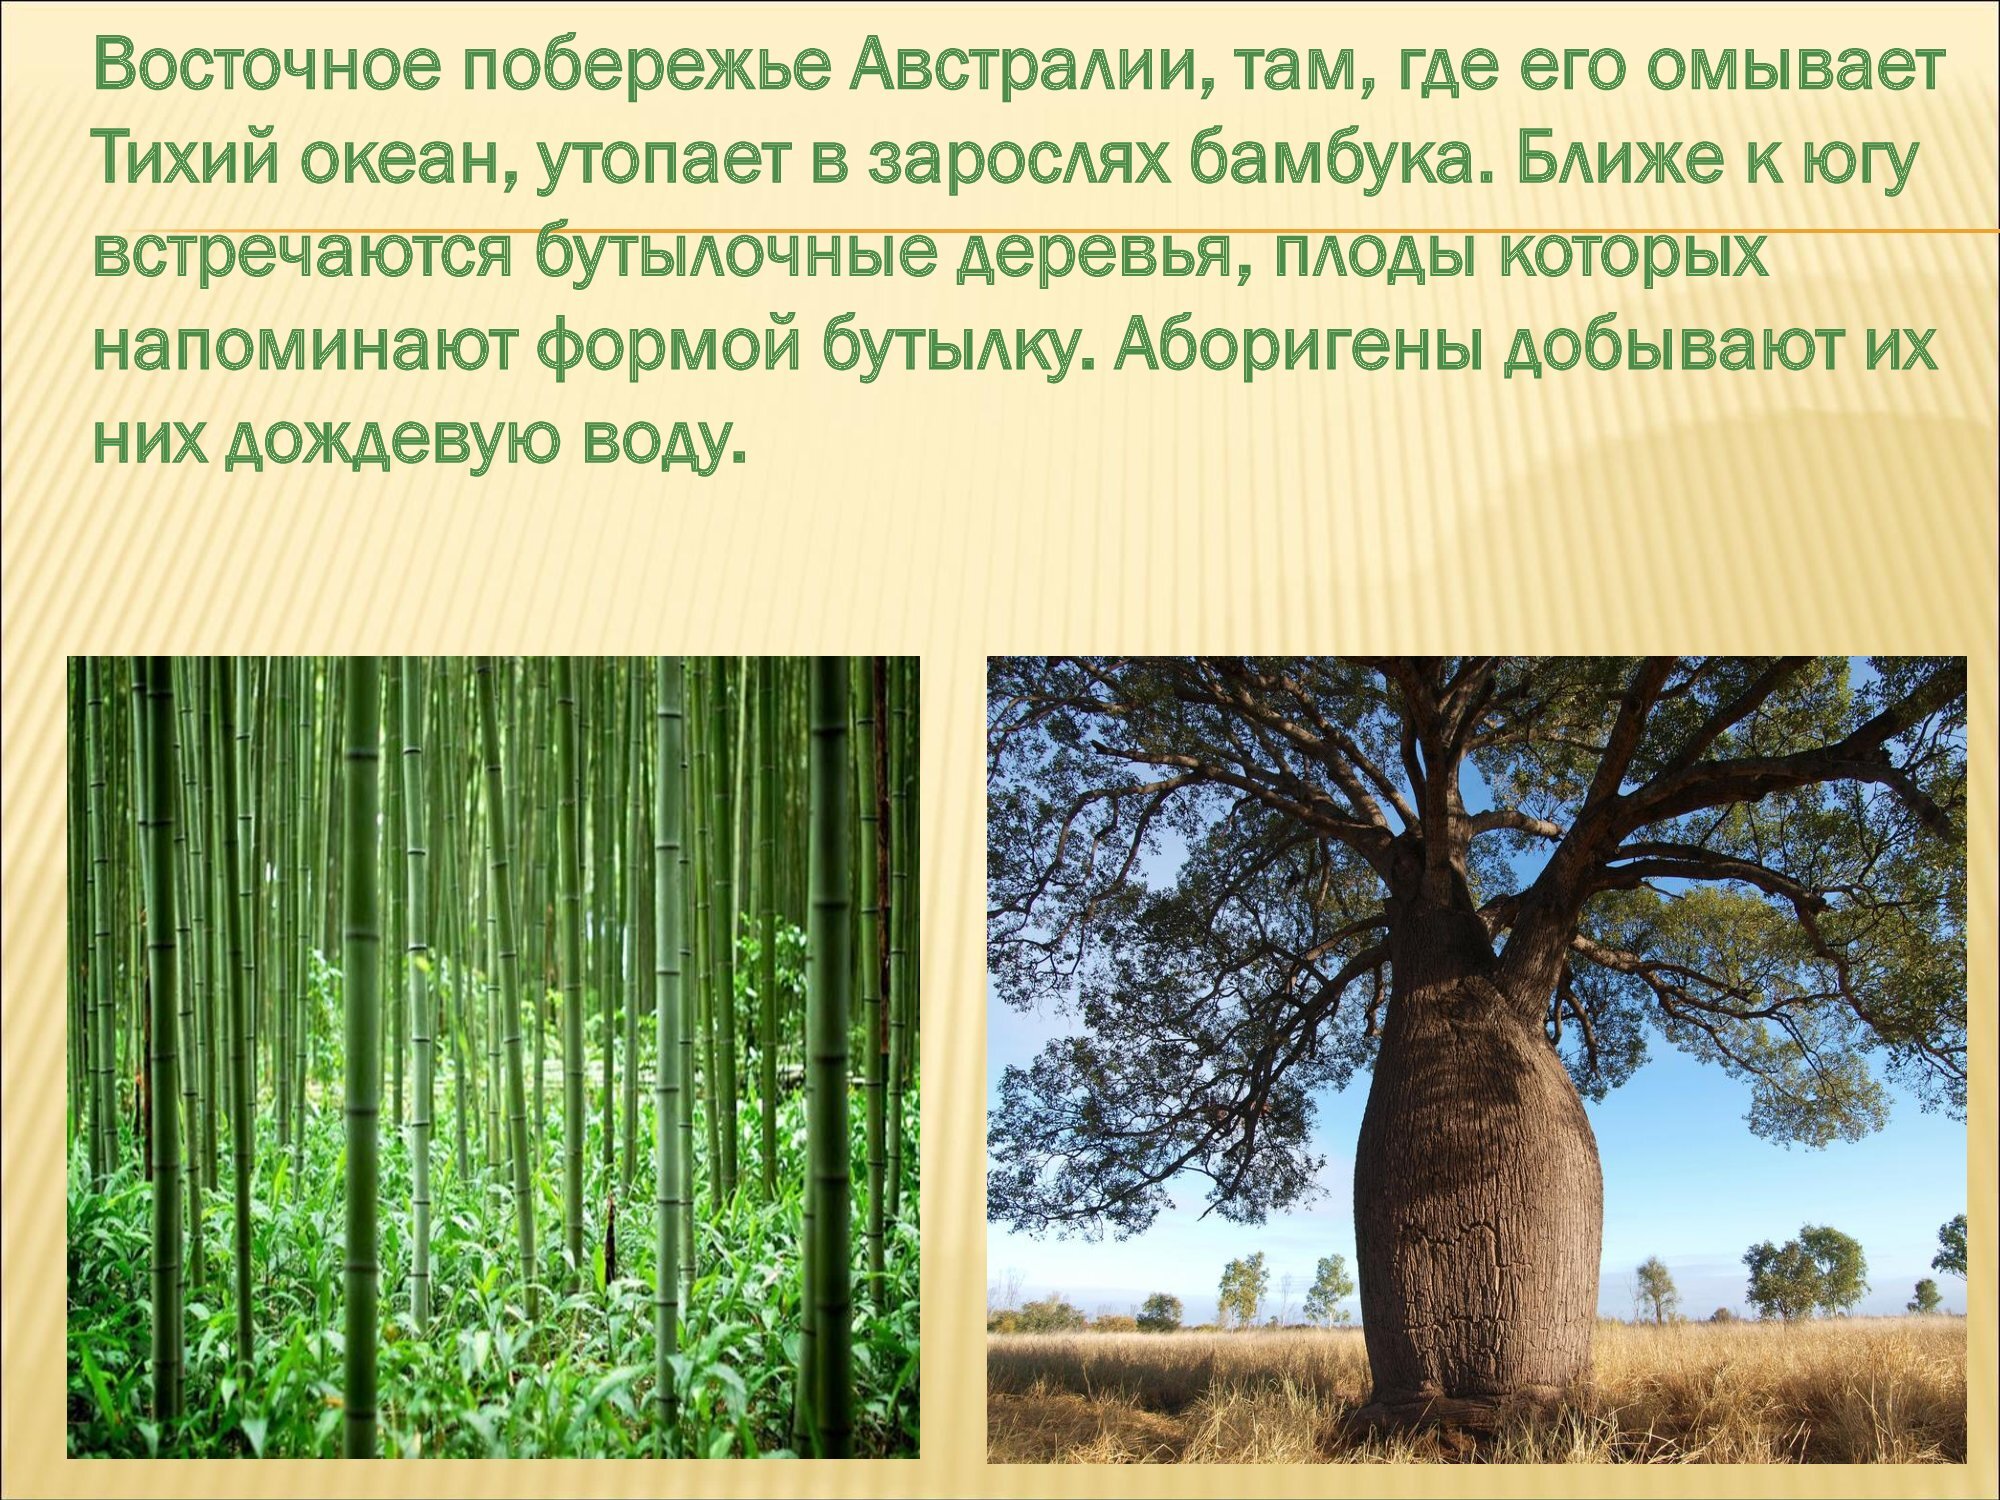 Восточное побережье Австралии, там, где его омывает
Тихий океан, утопает в зарослях бамбука. Ближе к югу
встречаются бутылочные деревья, плоды которых
напоминают формой бутылку. Аборигены добывают их
них дождевую воду.